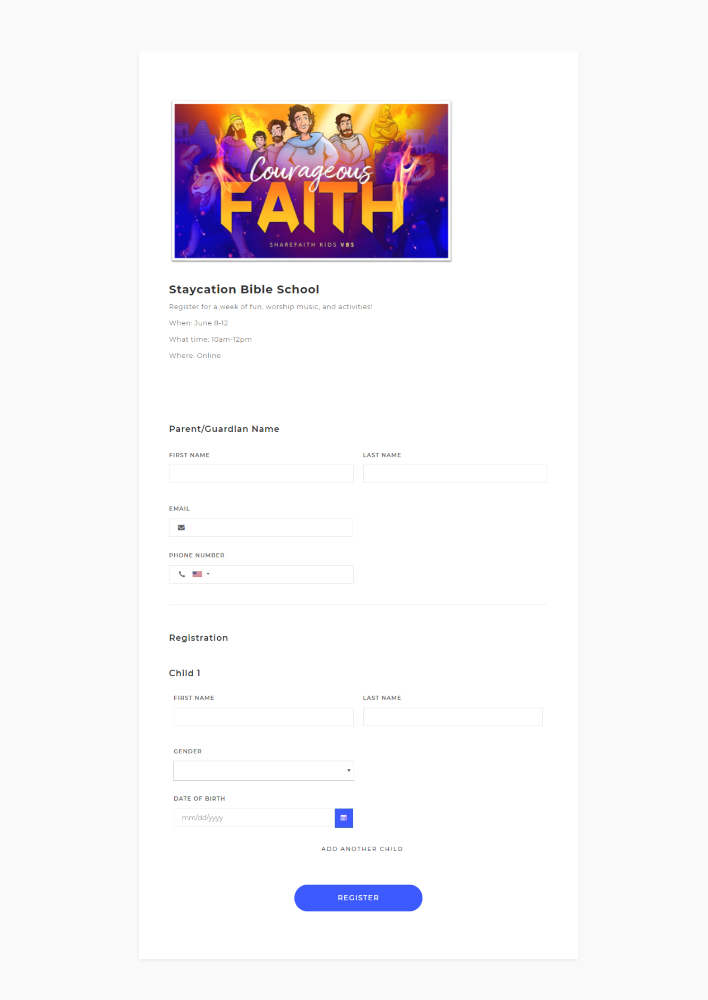 Courageous
FAITH
SHAREFAITH KIDS VBS
Staycation Bible School
Register for a week of fun, worship music, and activities!
When: June 8-12
What time: 10am-12pm
Where: Online
Parent/Guardian Name
FIRST NAME LAST NAME
EMAIL
PHONE NUMBER
Registration
Child 1
FIRST NAME LAST NAME
GENDER
DATE OF BIRTH
mm/dd/yyyy
ADD ANOTHER CHILD
REGISTER